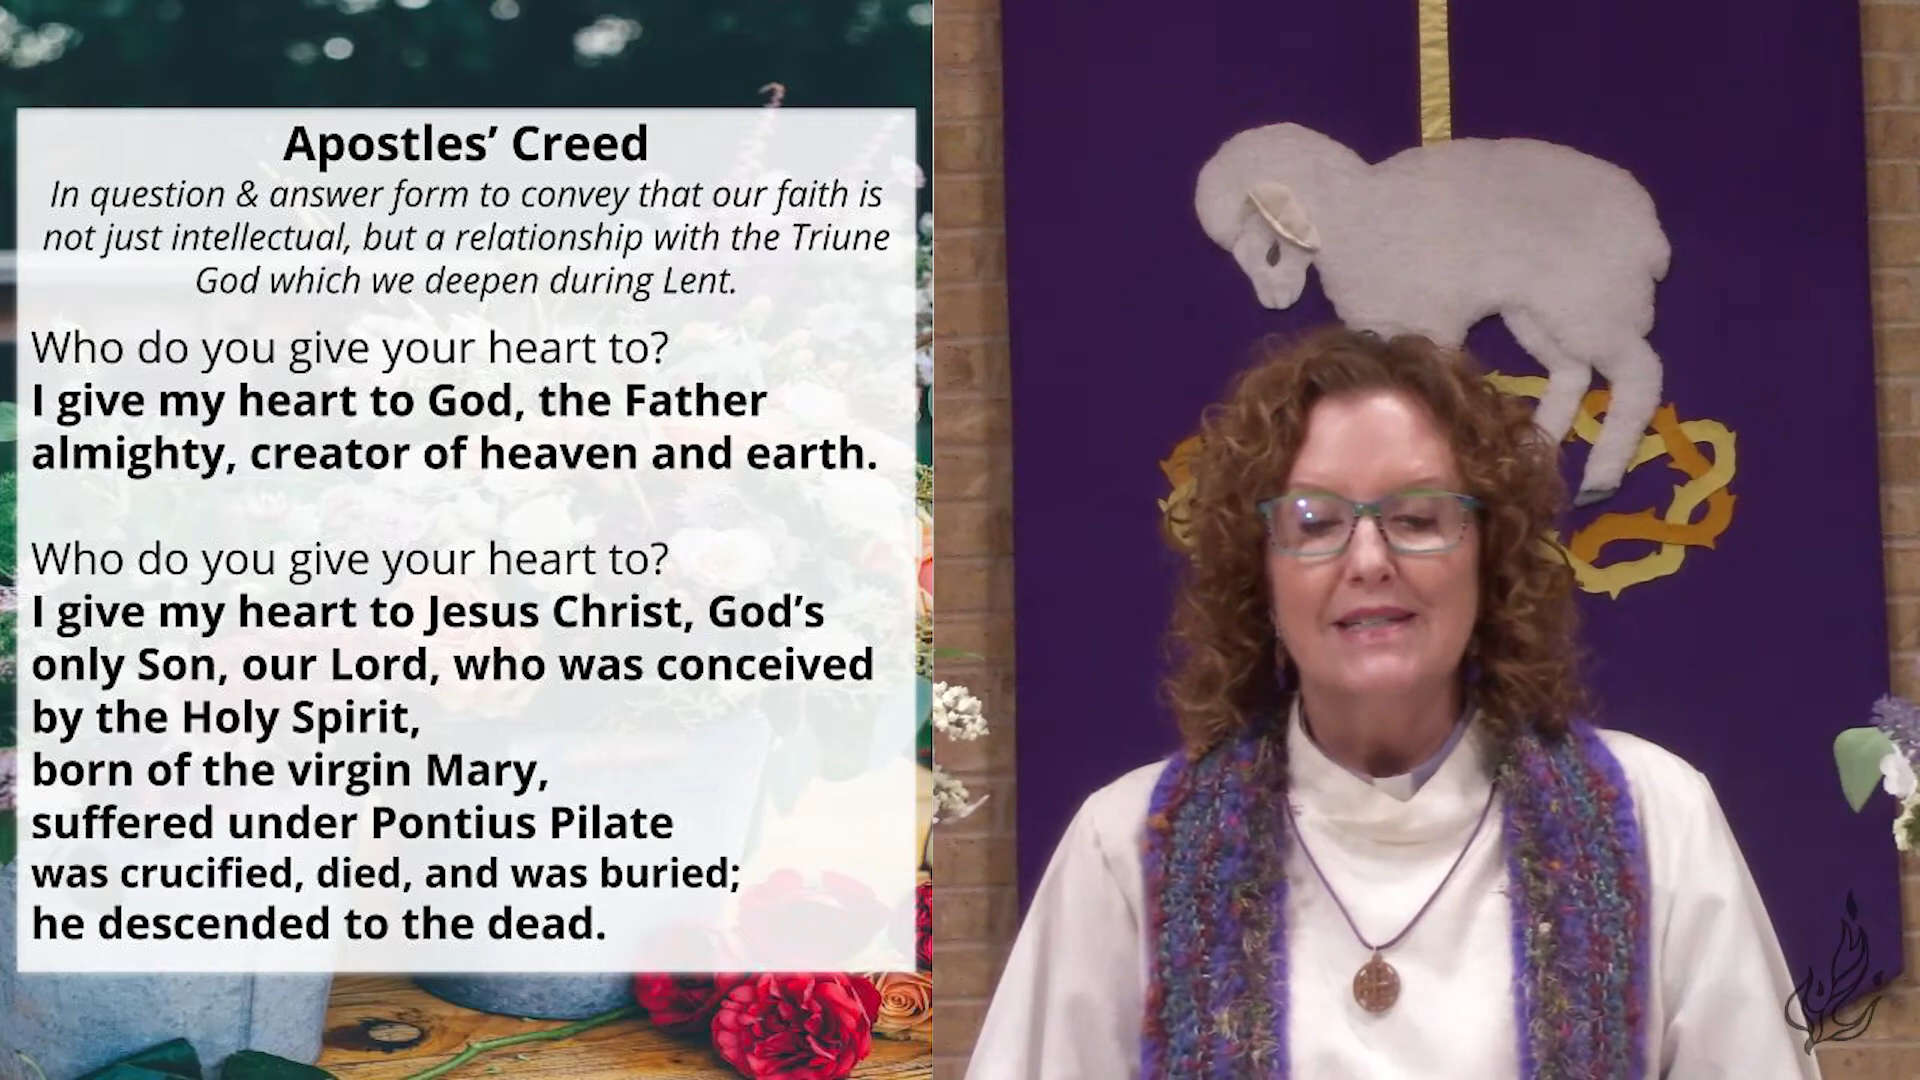 Apostles’ Creed
In question & answer form to convey that our faith is
not just intellectual, but a relationship with the Triune
God which we deepen during Lent.
Who do you give your heart to?
I give my heart to God, the Father
almighty, creator of heaven and earth.
Who do you give your heart to?
I give my heart to Jesus Christ, God’s
only Son, our Lord, who was conceived
by the Holy Spirit,
born of the virgin Mary,
suffered under Pontius Pilate
was crucified, died, and was buried;
he descended to the dead.